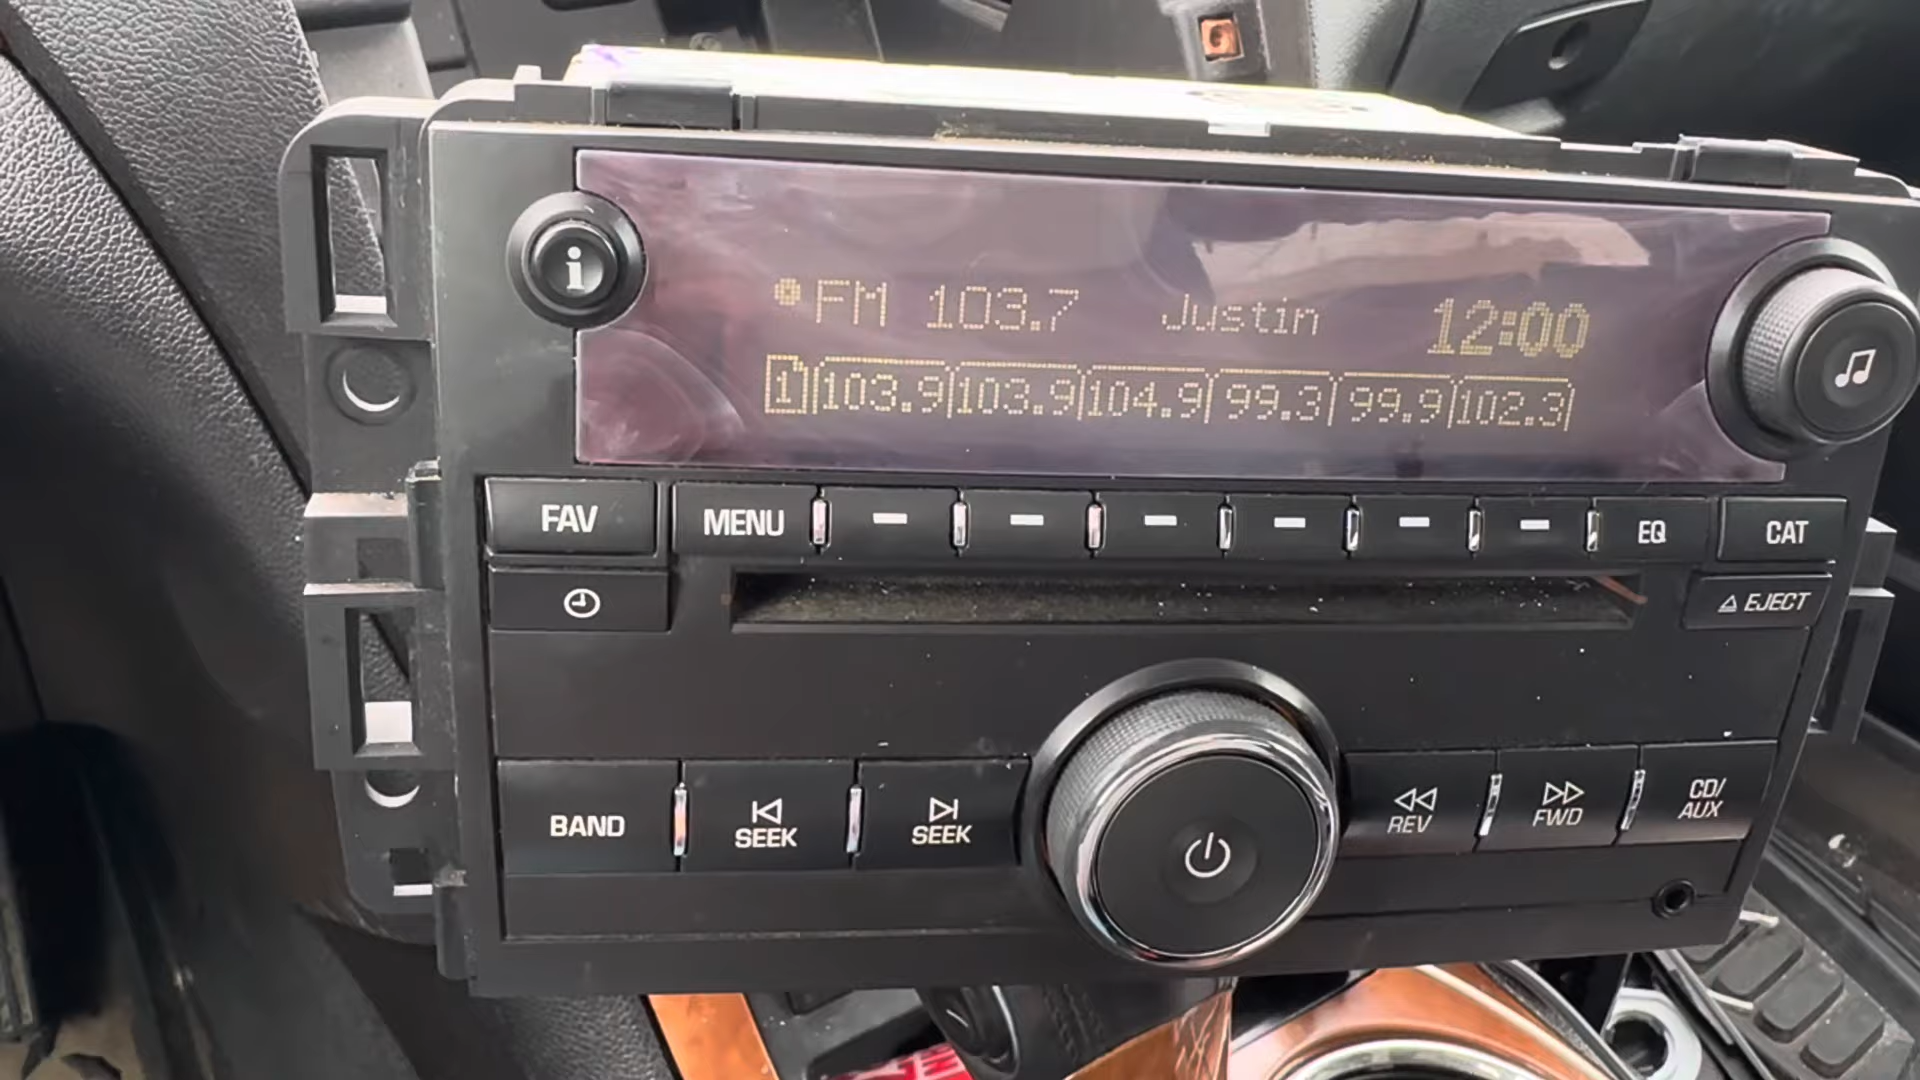 i
FM 103.7 Justin 12:00
1 103.9 103.9 104.9 99.3 99.9 102.3
FAV MENU EQ CAT
EJECT
BAND SEEK SEEK REV FWD CD/
AUX